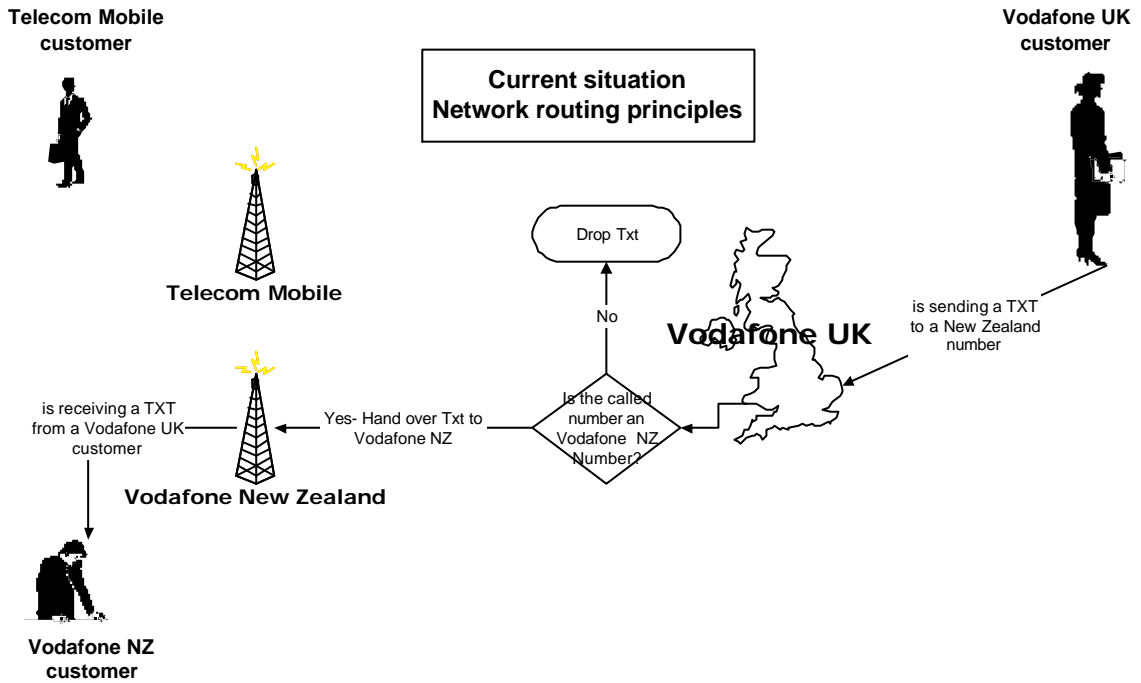 Telecom Mobile
customer
Vodafone UK
customer
Current situation
Network routing principles
Drop Txt
Telecom Mobile
No
Vodafone UK
is sending a TXT
to a New Zealand
number
is receiving a TXT
from a Vodafone UK
customer
Yes- Hand over Txt to
Vodafone NZ
Is the called
number an
Vodafone NZ
Number?
Vodafone New Zealand
Vodafone NZ
customer